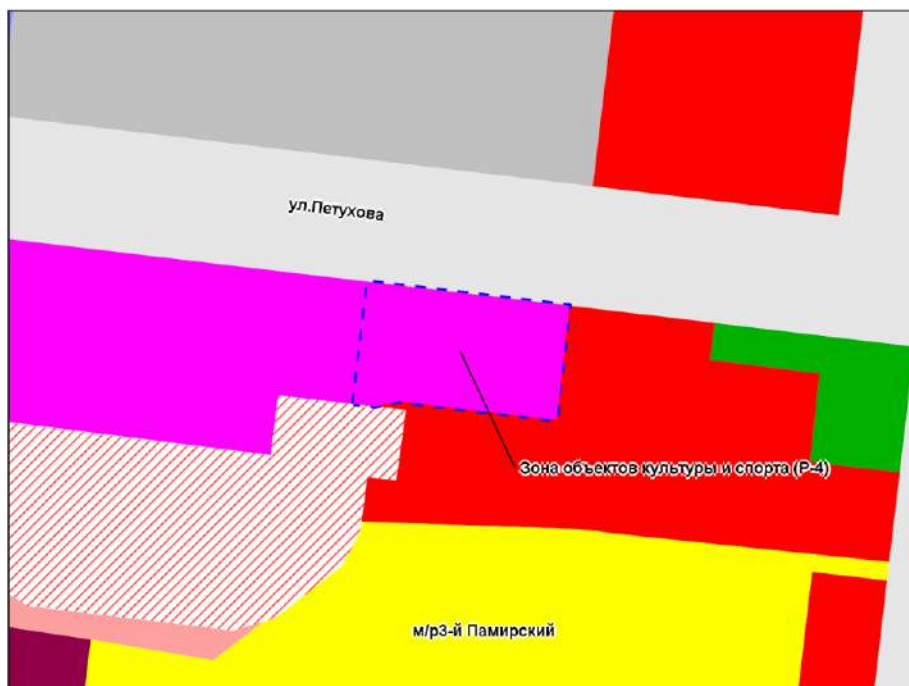 ул.Петухова
Зона объектов культуры и спорта (Р-4)
м/р3-й Памирский